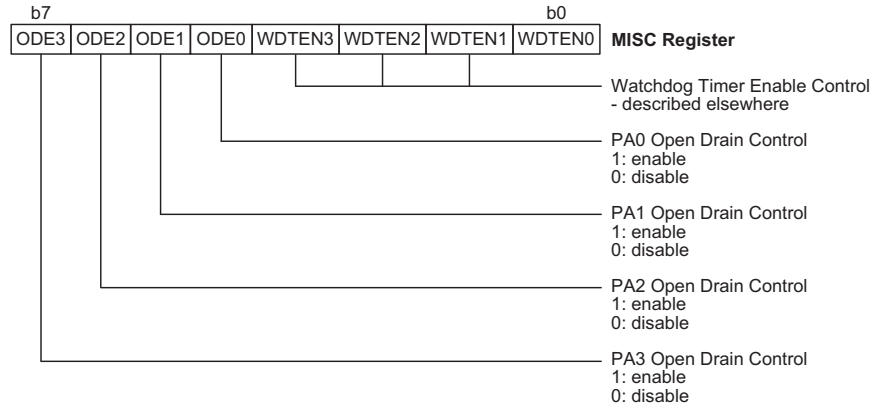 b7 b0
ODE3 ODE2 ODE1 ODE0 WDTEN3 WDTEN2 WDTEN1 WDTEN0 MISC Register
Watchdog Timer Enable Control
- described elsewhere
PA0 Open Drain Control
1: enable
0: disable
PA1 Open Drain Control
1: enable
0: disable
PA2 Open Drain Control
1: enable
0: disable
PA3 Open Drain Control
1: enable
0: disable